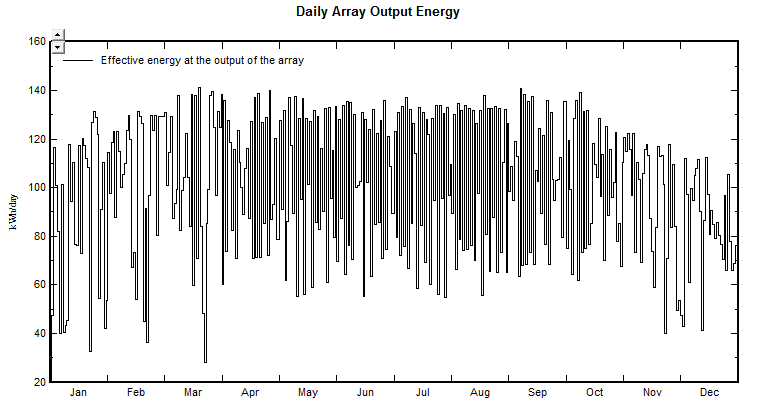 Daily Array Output Energy
Effective energy at the output of the array
kWh/day
160
140
120
100
80
60
40
20
Jan Feb Mar Apr May Jun Jul Aug Sep Oct Nov Dec